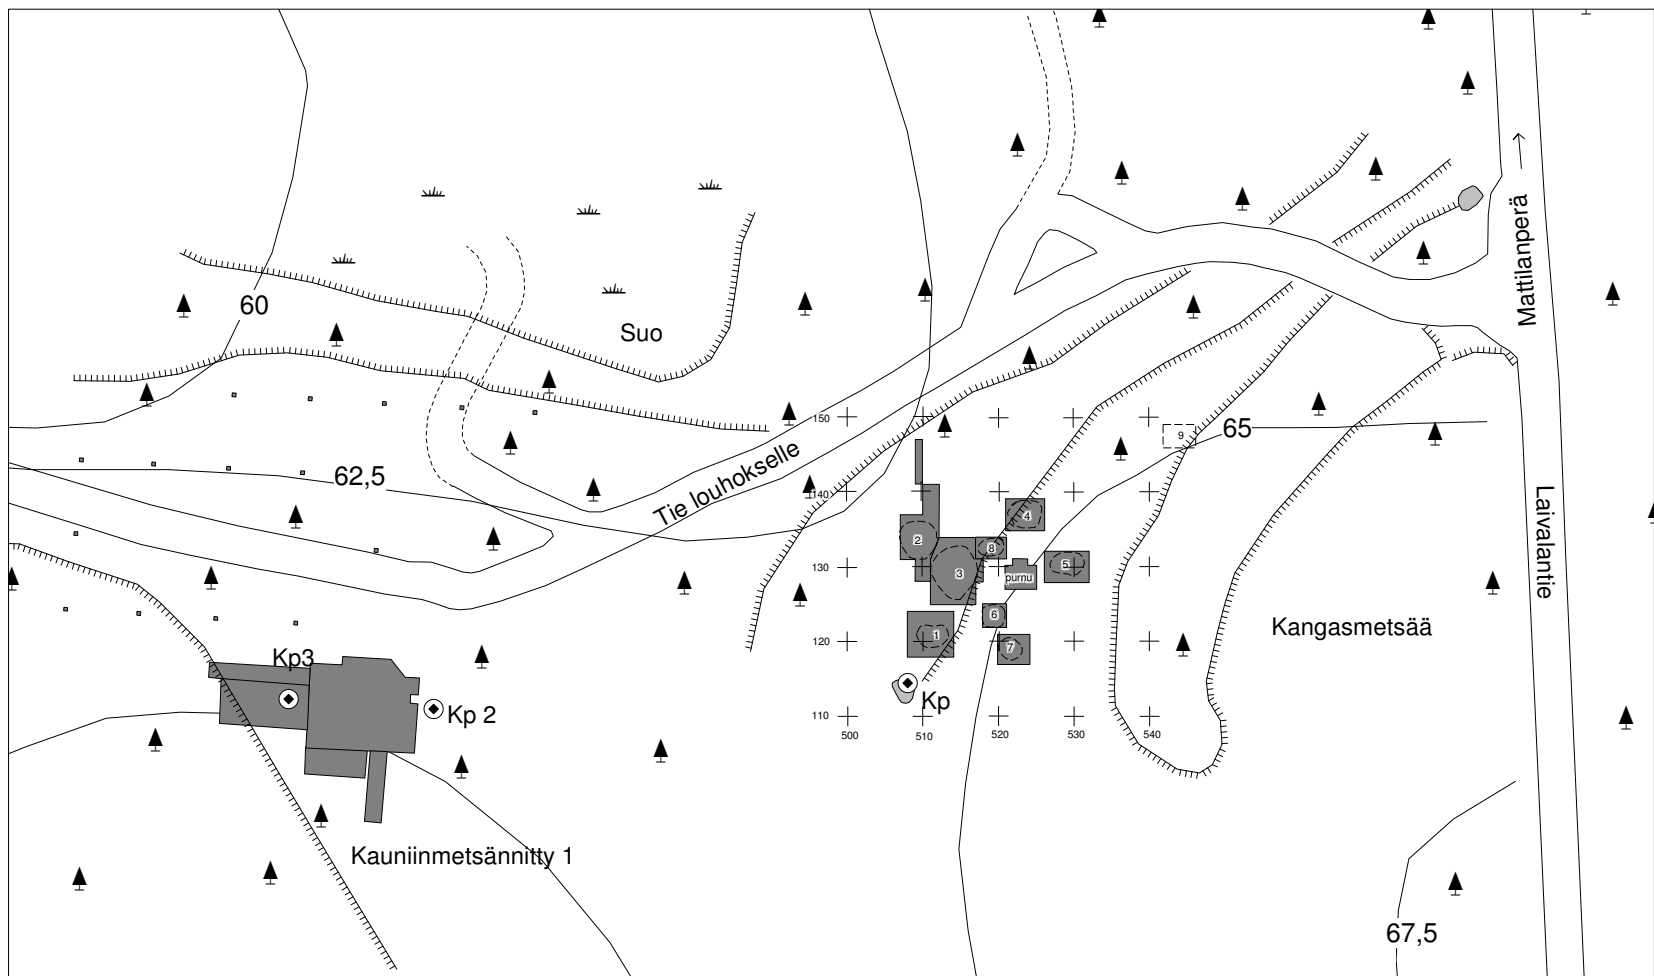 60
Suo
Mattilanperä
150
9
65
62,5
Tie louhokselle
140
4
Laivalantie
2
8
3
130
5
purnu
6
1
120
7
Kangasmetsää
Kp3
Kp
Kp 2
110
500
510
520
530
540
Kauniinmetsännitty 1
67,5